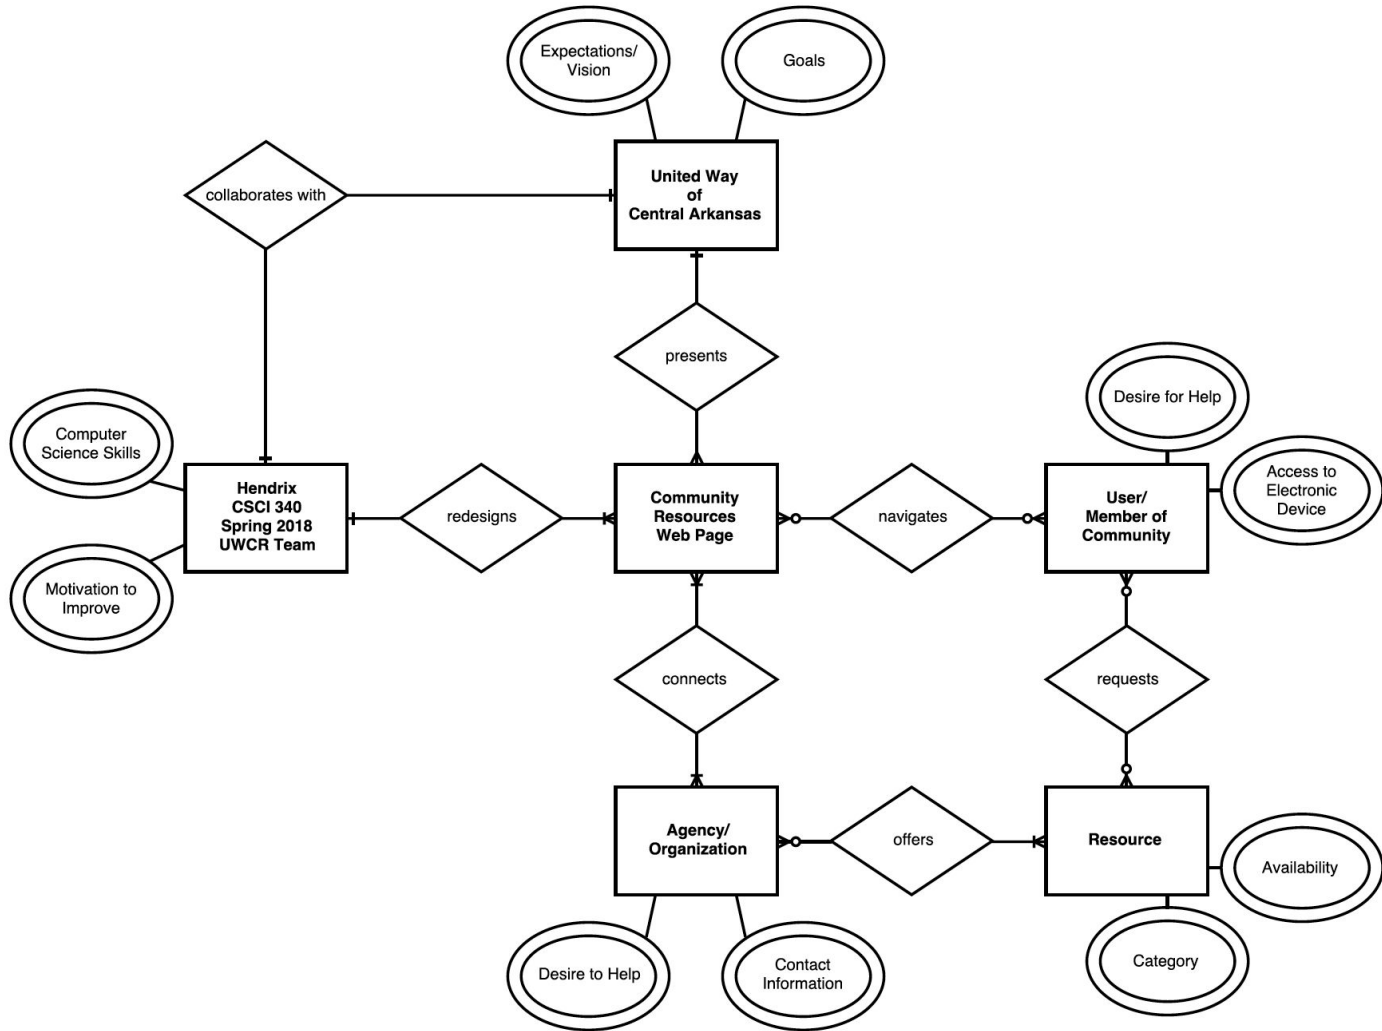 Expectations/
Vision
Goals
collaborates with
United Way
of
Central Arkansas
presents
Desire for Help
Computer
Science Skills
Access to
Electronic
Device
Hendrix
CSCI 340
Spring 2018
UWCR Team
redesigns
Community
Resources
Web Page
navigates
User/
Member of
Community
Motivation to
Improve
connects
requests
Agency/
Organization
offers
Resource
Availability
Desire to Help
Contact
Information
Category